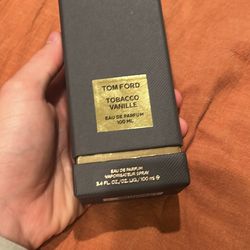 TOM FORD
TOBACCO
VANILLE
EAU DE PARFUM
100 ML
EAU DE PARFUM
VAPORISATEUR SPRAY
3.4 FL. OZ./OZ. LIQ./100 ml ℮